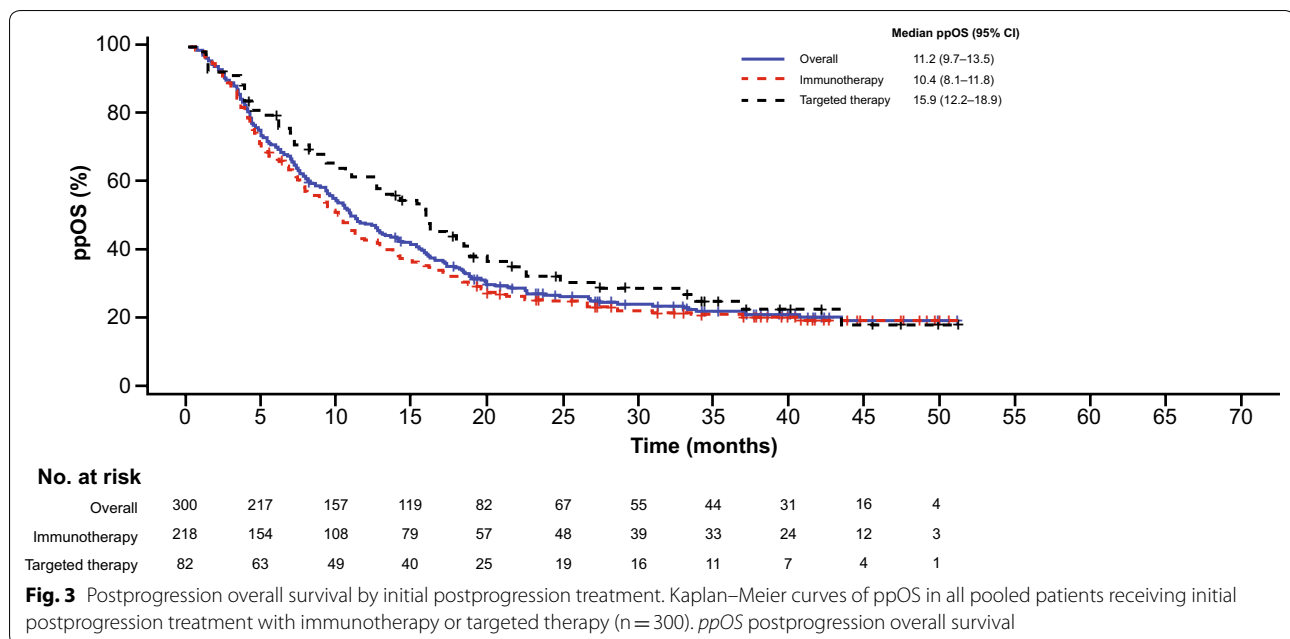 Median ppOS (95% CI)
Overall 11.2 (9.7–13.5)
Immunotherapy 10.4 (8.1–11.8)
Targeted therapy 15.9 (12.2–18.9)
ppOS (%)
100
80
60
40
20
0
0 5 10 15 20 25 30 35 40 45 50 55 60 65 70
Time (months)
No. at risk
Overall 300 217 157 119 82 67 55 44 31 16 4
Immunotherapy 218 154 108 79 57 48 39 33 24 12 3
Targeted therapy 82 63 49 40 25 19 16 11 7 4 1
Fig. 3 Postprogression overall survival by initial postprogression treatment. Kaplan–Meier curves of ppOS in all pooled patients receiving initial
postprogression treatment with immunotherapy or targeted therapy (n = 300). ppOS postprogression overall survival